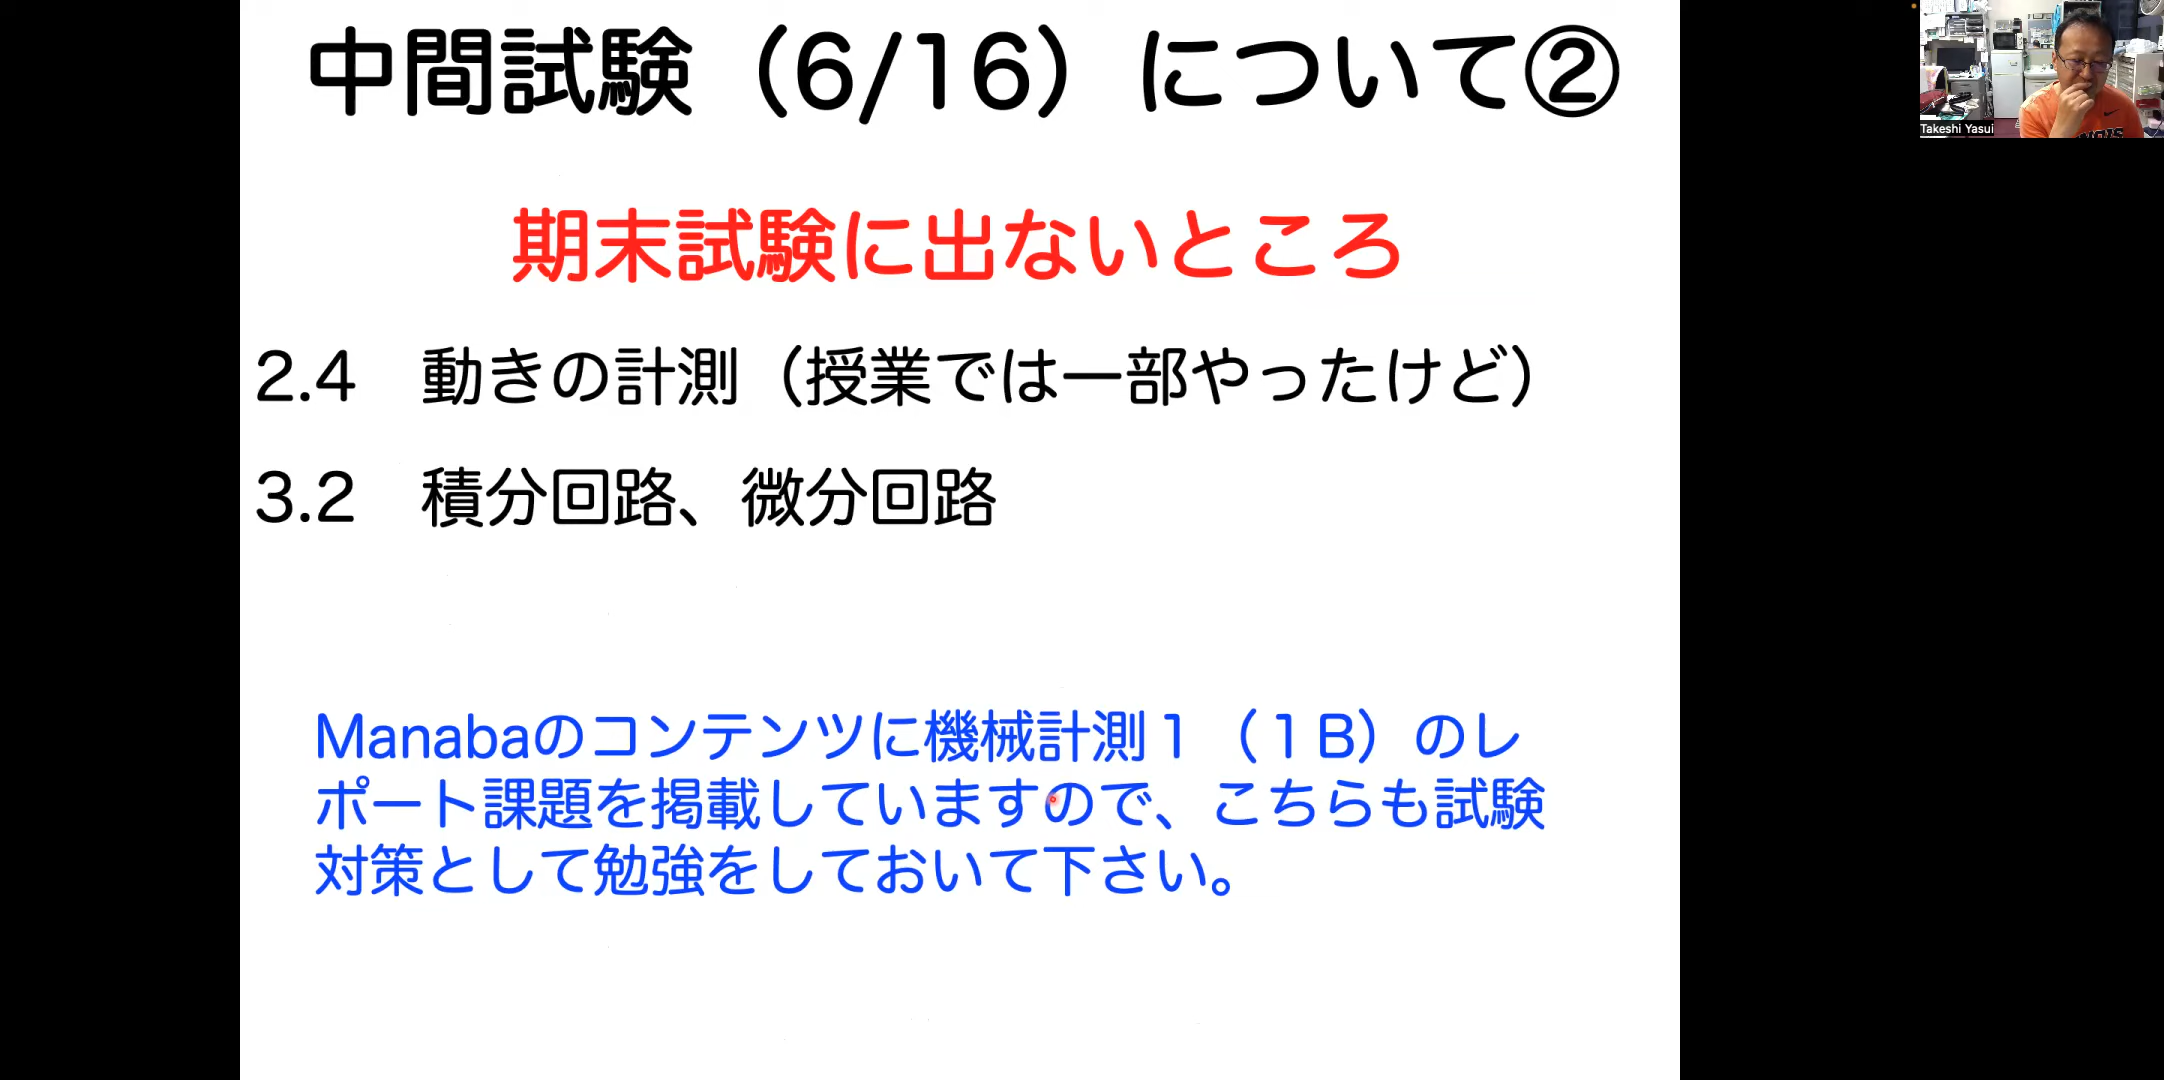 中間試験（6/16）について②
期末試験に出ないところ
2.4　動きの計測（授業では一部やったけど）
3.2　積分回路、微分回路
Manabaのコンテンツに機械計測１（１B）のレ
ポート課題を掲載していますので、こちらも試験
対策として勉強をしておいて下さい。
Takeshi Yasui